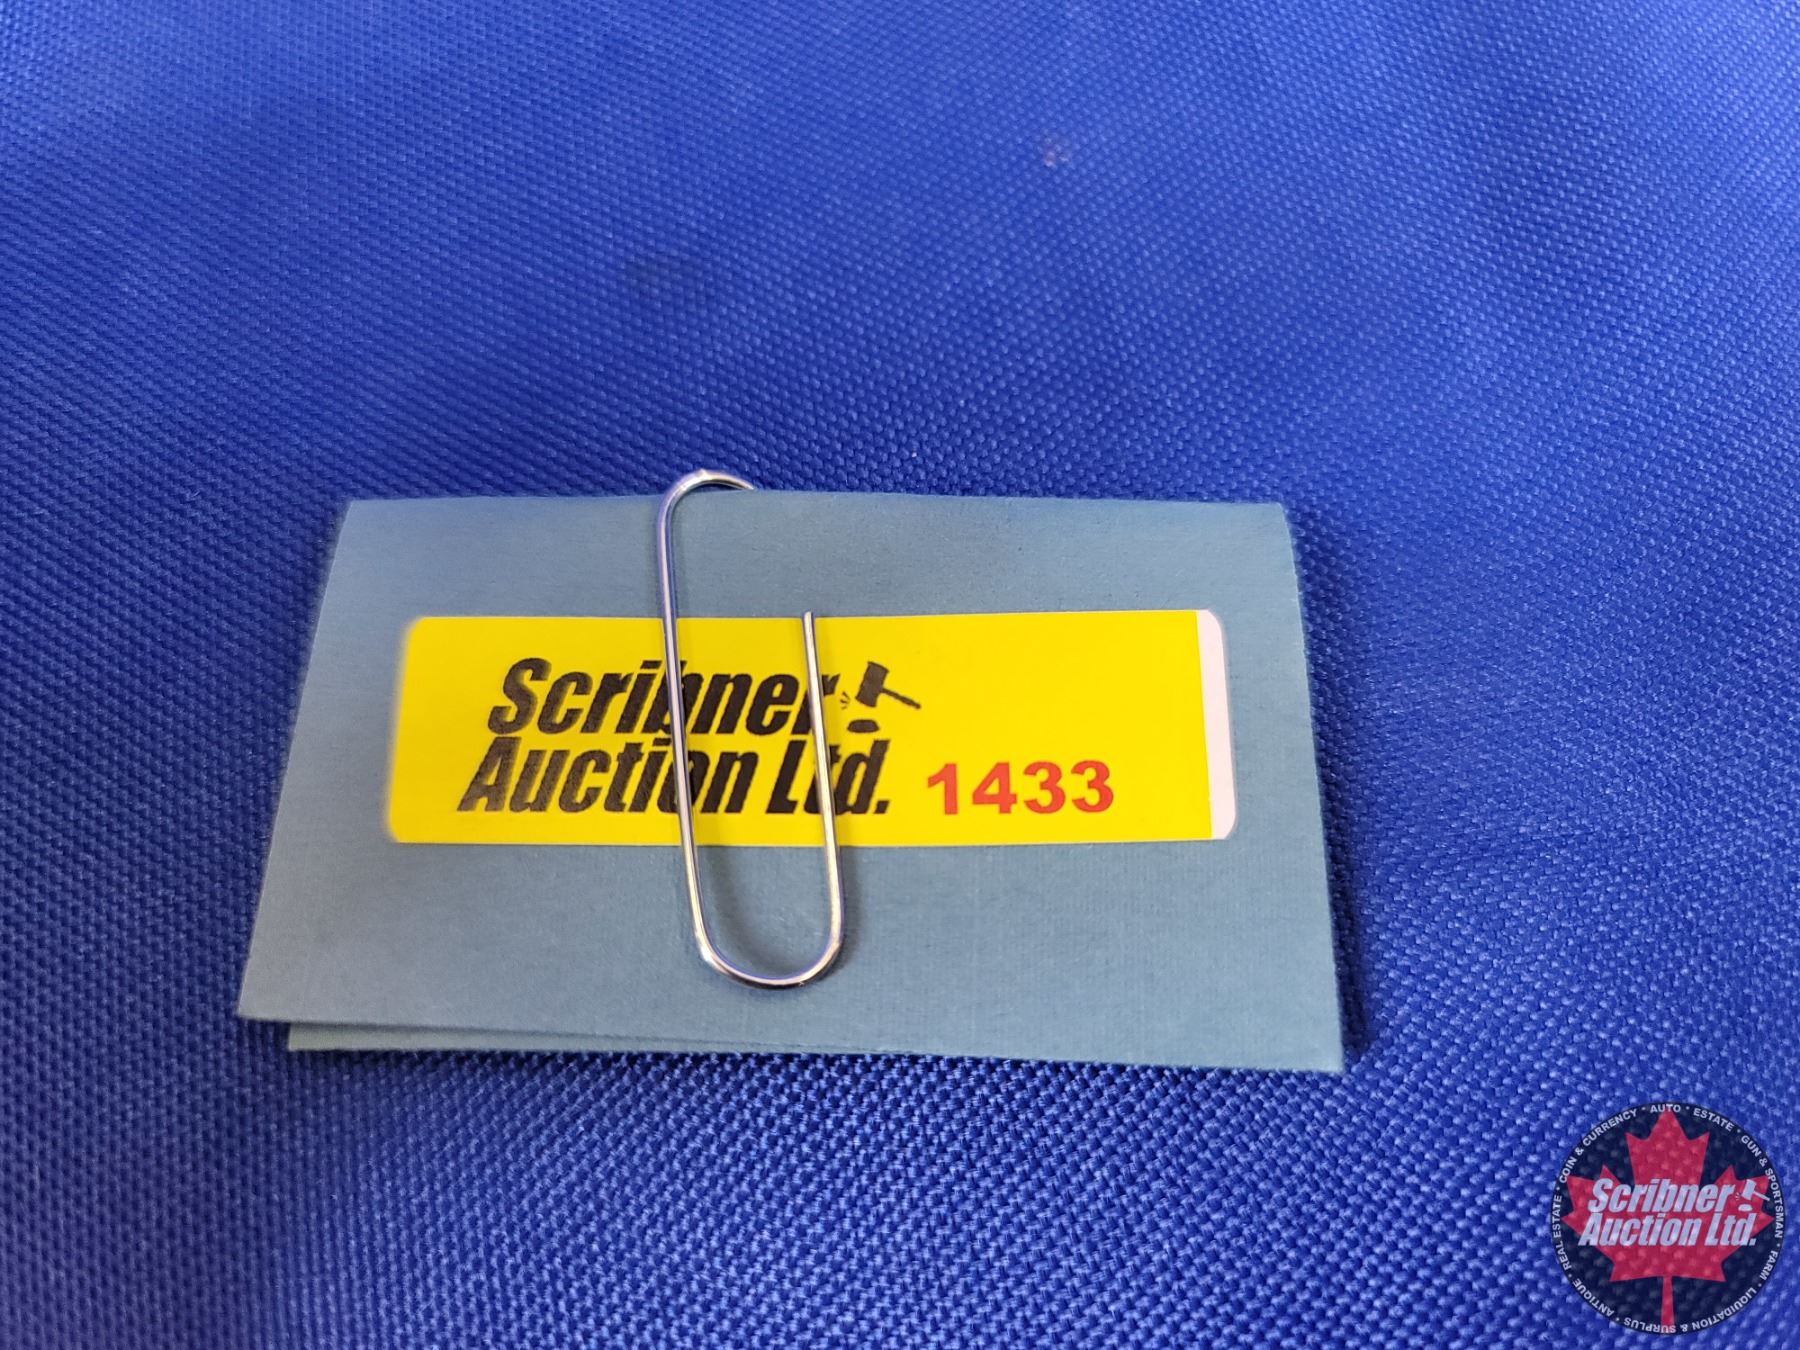 Scribner
Auction Ltd.
1433
COIN & CURRENCY • AUTO • ESTATE • GUN & SPORTSMAN • FARM • LIQUIDATION & SURPLUS • ANTIQUE • REAL ESTATE •
Scribner
Auction Ltd.